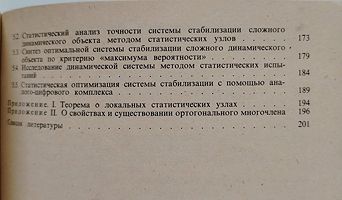 5.2 Статистический анализ точности системы стабилизации сложного
динамического объекта методом статистических узлов . . . 173
5.3 Синтез оптимальной системы стабилизации сложного динамического
объекта по критерию «максимума вероятности» . . . . 179
5.4. Исследование динамической системы методом статистических испы-
таний . . . . . . . . . . . . . . . . . 184
5.5. Статистическая оптимизация системы стабилизации с помощью ана-
лого-цифрового комплекса . . . . . . . . . . . 189
Приложение. I. Теорема о локальных статистических узлах . . . . 194
Приложение II. О свойствах и существовании ортогонального многочлена 196
Список литературы . . . . . . . . . . . . . . 201